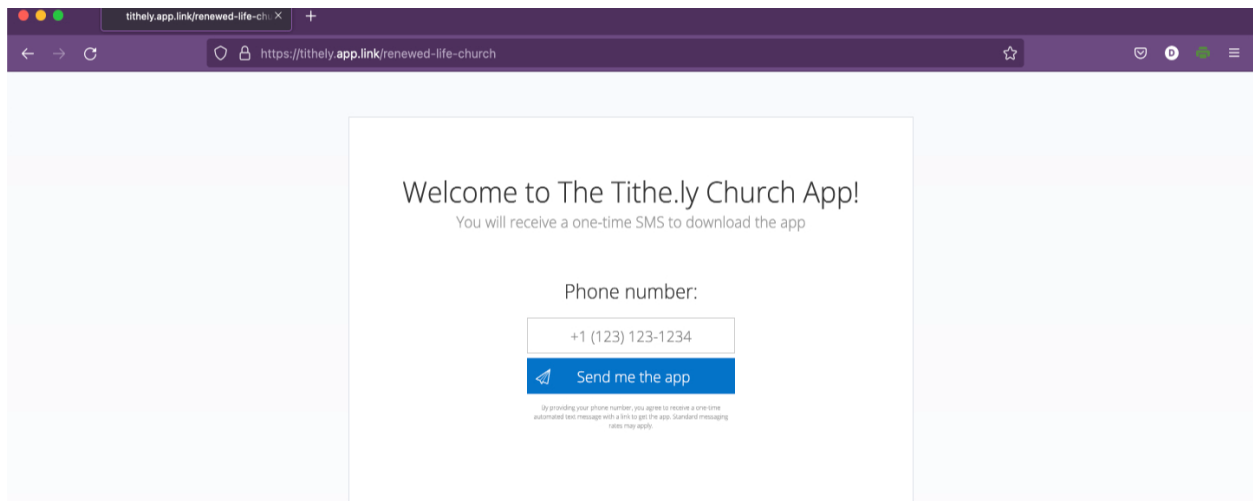 tithely.app.link/renewed-life-chu
https://tithely.app.link/renewed-life-church
D
Welcome to The Tithe.ly Church App!
You will receive a one-time SMS to download the app
Phone number:
+1 (123) 123-1234
Send me the app
By providing your phone number, you agree to receive a one-time
automated text message with a link to get the app. Standard messaging
rates may apply.